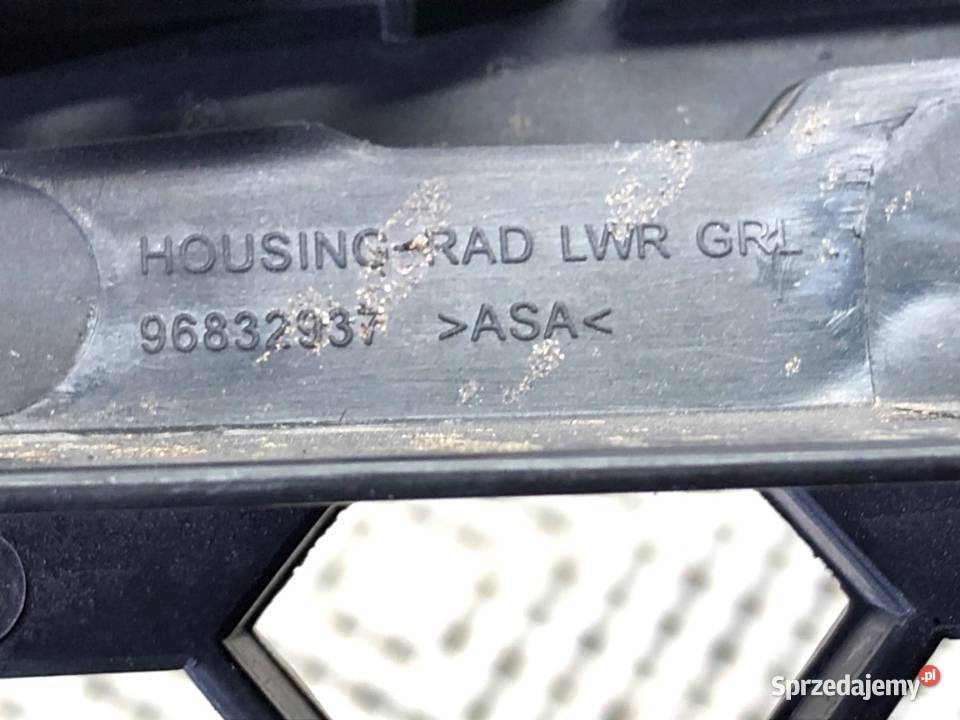 HOUSING-RAD LWR GRL
96832937 >ASA<
Sprzedajemy.pl